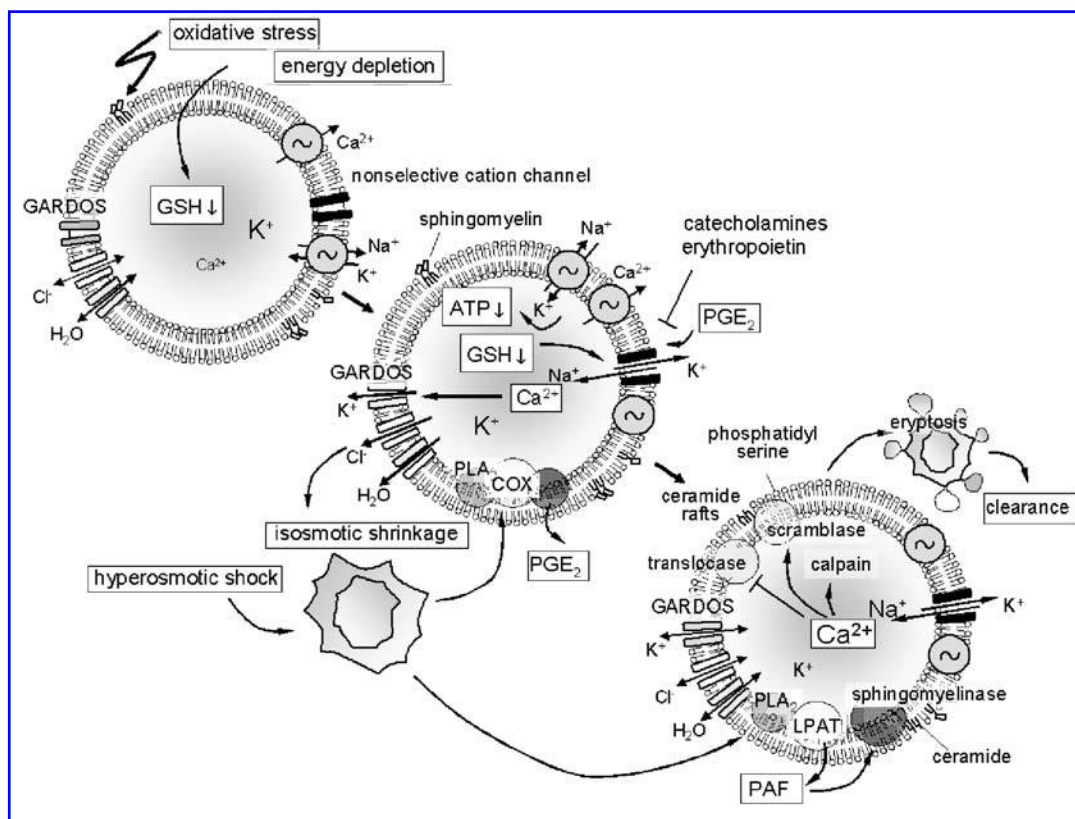 oxidative stress
energy depletion
Ca²⁺
nonselective cation channel
GARDOS
GSH↓
K⁺
Ca²⁺
Na⁺
K⁺
Cl⁻
H₂O
sphingomyelin
Na⁺
catecholamines
erythropoietin
Ca²⁺
K⁺
ATP↓
PGE₂
GSH↓
GARDOS
Na⁺
K⁺
K⁺
Ca²⁺
K⁺
Cl⁻
H₂O
PLA
COX
PGE₂
isosmotic shrinkage
hyperosmotic shock
phosphatidyl
serine
eryptosis
ceramide
rafts
clearance
scramblase
translocase
calpain
GARDOS
Na⁺
K⁺
Ca²⁺
K⁺
K⁺
Cl⁻
H₂O
PLA
LPAT
sphingomyelinase
ceramide
PAF